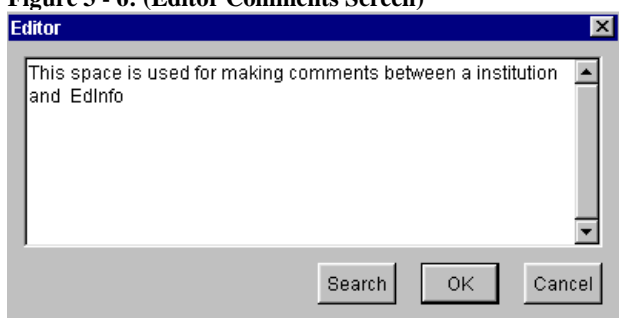 Figure 3 - 6: (Editor Comments Screen)
Editor
This space is used for making comments between a institution
and EdInfo
Search OK Cancel